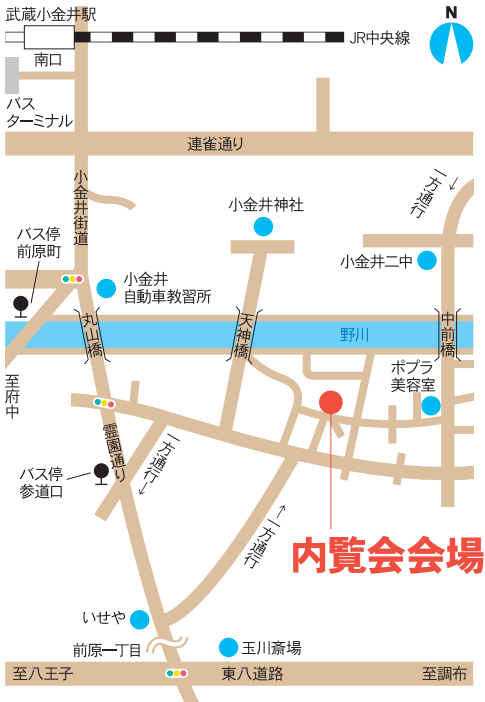 武蔵小金井駅
N
JR中央線
南口
バス
ターミナル
連雀通り
小金井街道
一方通行
→
小金井神社
バス停
前原町
小金井二中
小金井
自動車教習所
丸山橋
天神橋
野川
中前橋
ポプラ
美容室
至府中
霊園通り
一方通行→
バス停
参道口
→一方通行
内覧会会場
いせや
前原一丁目
玉川斎場
至八王子
東八道路
至調布